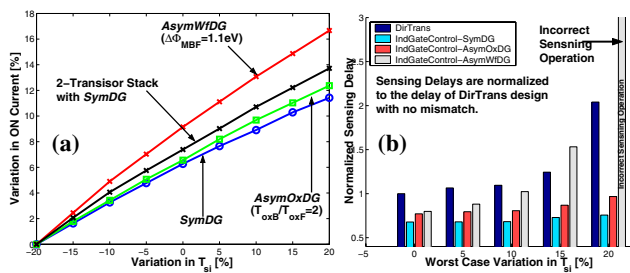 18
16
14
12
10
8
6
4
2
0
Variation in ON Current [%]
AsymWfDG
(ΔΦMBF=1.1eV)
2-Transisor Stack
with SymDG
(a)
SymDG
AsymOxDG
(ToxB/ToxF=2)
-20 -15 -10 -5 0 5 10 15 20
Variation in Tsi [%]
3
2.5
2
1.5
1
0.5
Normalized Sensing Delay
DirTrans
IndGateControl-SymDG
IndGateControl-AsymOxDG
IndGateControl-AsymWfDG
Incorrect
Sensning
Operation
Sensing Delays are normalized
to the delay of DirTrans design
with no mismatch.
(b)
Incorrect Sensing Operation
-5 0 5 10 15 20
Worst Case Variation in Tsi [%]